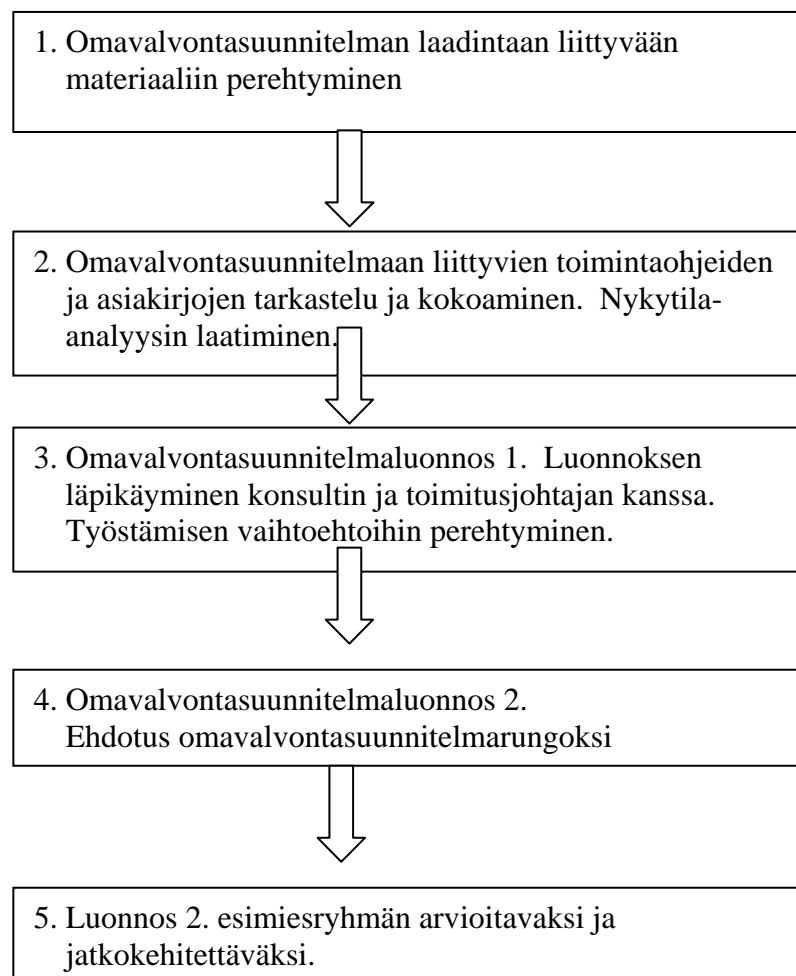 1. Omavalvontasuunnitelman laadintaan liittyvään
materiaaliin perehtyminen
2. Omavalvontasuunnitelmaan liittyvien toimintaohjeiden
ja asiakirjojen tarkastelu ja kokoaminen. Nykytila-
analyysin laatiminen.
3. Omavalvontasuunnitelmaluonnos 1. Luonnoksen
läpikäyminen konsultin ja toimitusjohtajan kanssa.
Työstämisen vaihtoehtoihin perehtyminen.
4. Omavalvontasuunnitelmaluonnos 2.
Ehdotus omavalvontasuunnitelmarungoksi
5. Luonnos 2. esimiesryhmän arvioitavaksi ja
jatkokehitettäväksi.